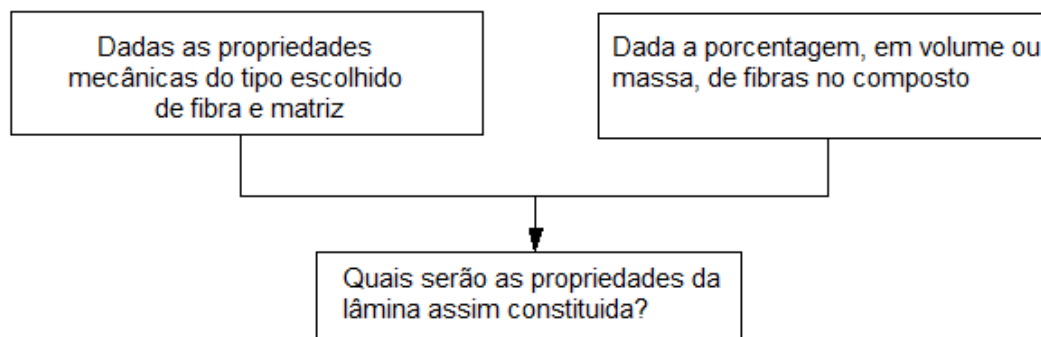 Dadas as propriedades
mecânicas do tipo escolhido
de fibra e matriz
Dada a porcentagem, em volume ou
massa, de fibras no composto
Quais serão as propriedades da
lâmina assim constituida?